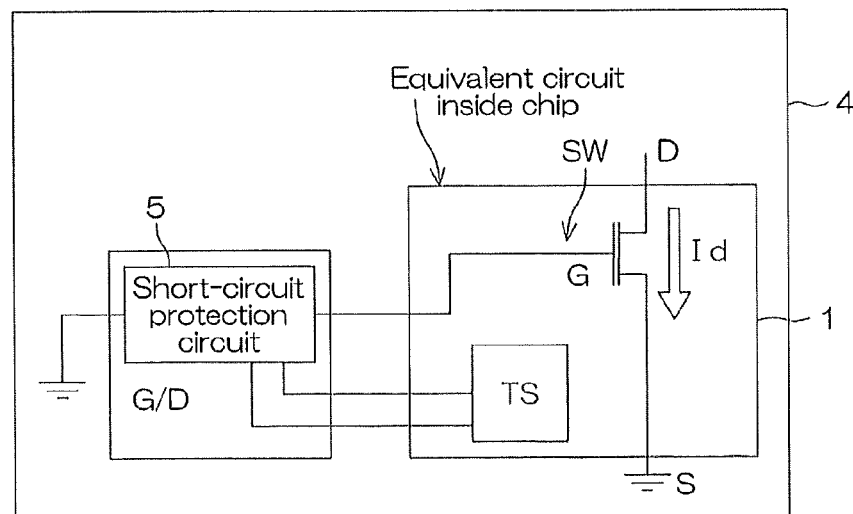 Equivalent circuit
inside chip
4
SW
D
5
Short-circuit
protection
circuit
G
Id
1
G/D
TS
S